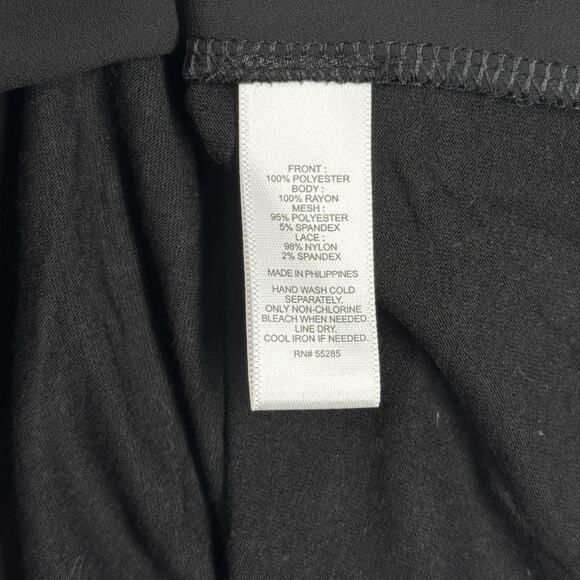 FRONT :
100% POLYESTER
BODY :
100% RAYON
MESH :
95% POLYESTER
5% SPANDEX
LACE :
98% NYLON
2% SPANDEX
MADE IN PHILIPPINES
HAND WASH COLD
SEPARATELY.
ONLY NON-CHLORINE
BLEACH WHEN NEEDED.
LINE DRY.
COOL IRON IF NEEDED.
RN# 55285